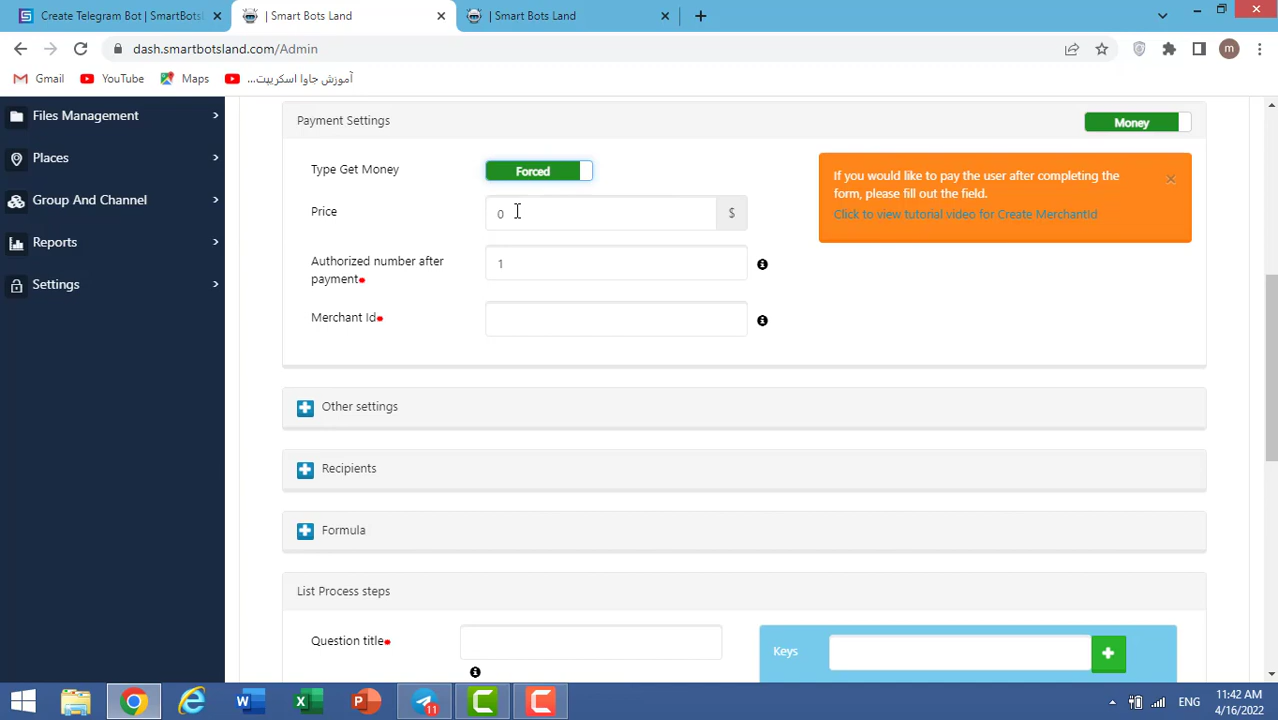 Create Telegram Bot | SmartBots
| Smart Bots Land
| Smart Bots Land
dash.smartbotsland.com/Admin
m
Gmail
YouTube
Maps
آموزش جاوا اسکریپت...
Files Management
Places
Group And Channel
Reports
Settings
Payment Settings
Money
Type Get Money
Forced
Price
0
$
Authorized number after
payment
1
Merchant Id
If you would like to pay the user after completing the
form, please fill out the field.
Click to view tutorial video for Create MerchantId
×
Other settings
Recipients
Formula
List Process steps
Question title
Keys
11
ENG
11:42 AM
4/16/2022